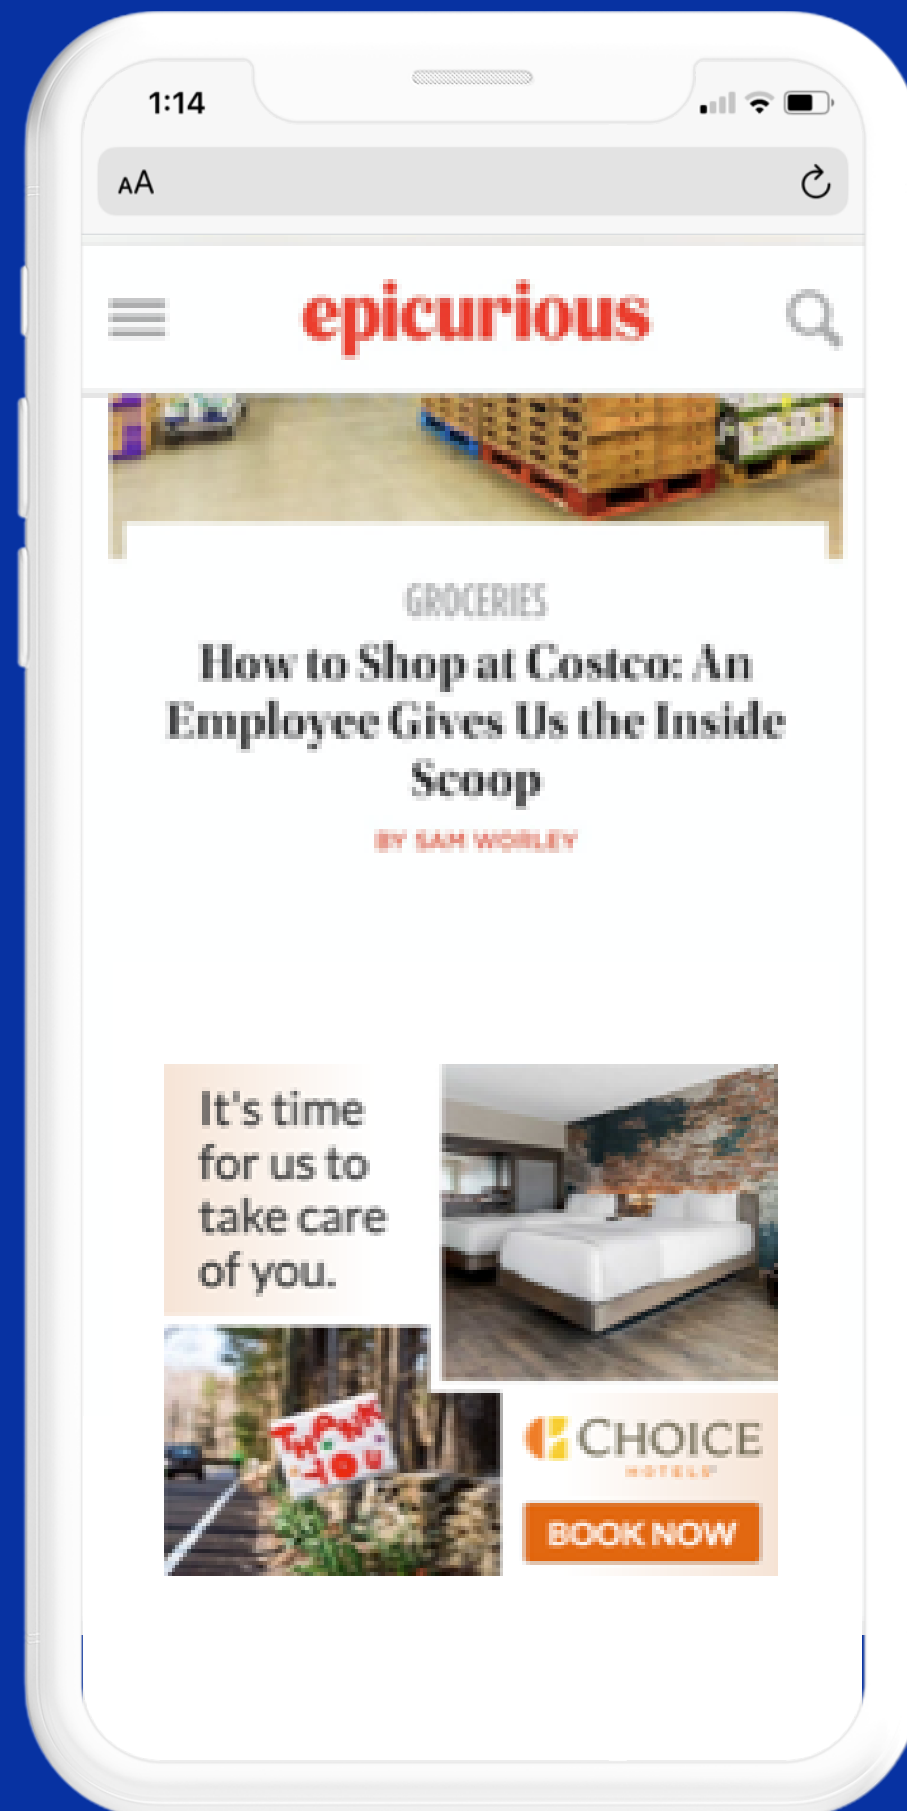 1:14
AA
epicurious
GROCERIES
How to Shop at Costco: An
Employee Gives Us the Inside
Scoop
BY SAM WORLEY
It's time
for us to
take care
of you.
THANK
YOU
CHOICE
HOTELS
BOOK NOW